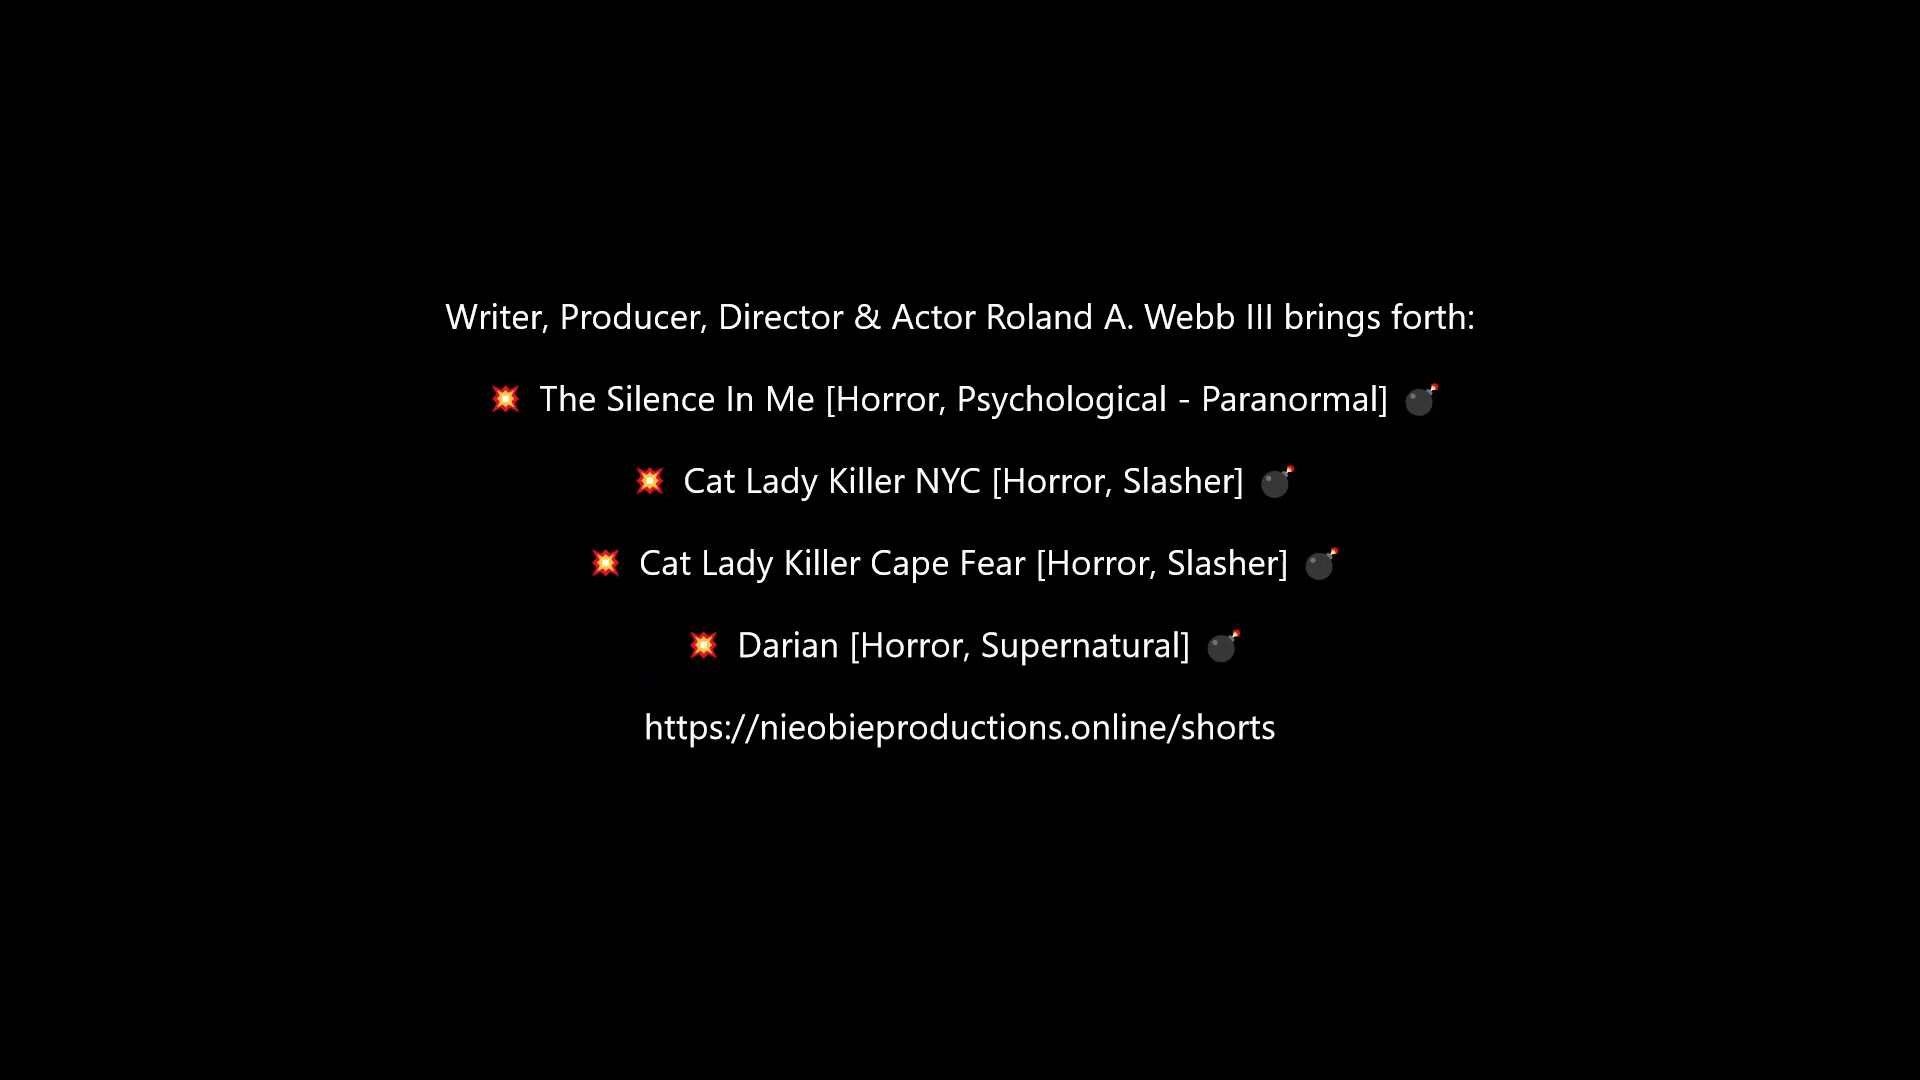 Writer, Producer, Director & Actor Roland A. Webb III brings forth:
💥 The Silence In Me [Horror, Psychological - Paranormal] 💣
💥 Cat Lady Killer NYC [Horror, Slasher] 💣
💥 Cat Lady Killer Cape Fear [Horror, Slasher] 💣
💥 Darian [Horror, Supernatural] 💣
https://nieobieproductions.online/shorts